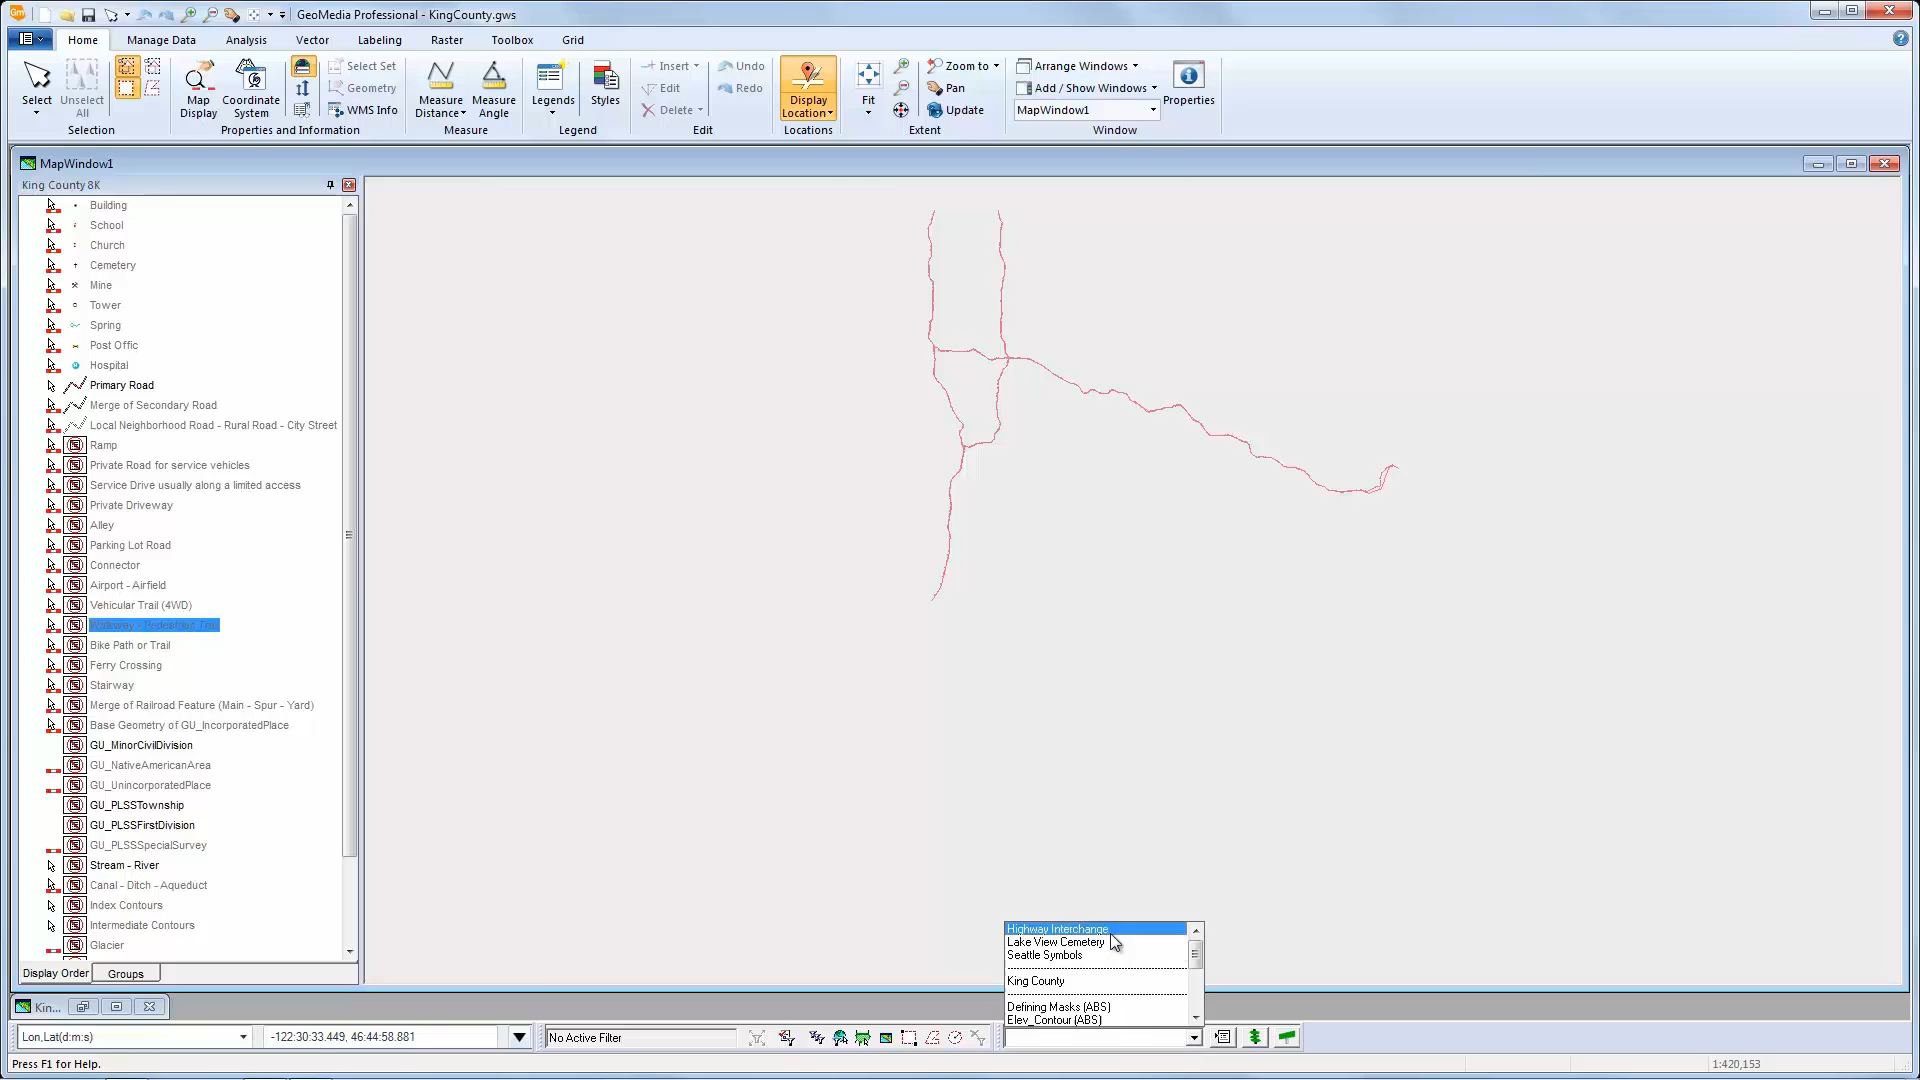 GeoMedia Professional - KingCounty.gws
Home
Manage Data
Analysis
Vector
Labeling
Raster
Toolbox
Grid
Select
Unselect
All
Selection
Map
Display
Coordinate
System
Select Set
Geometry
WMS Info
Properties and Information
Measure
Distance
Measure
Angle
Measure
Legends
Styles
Legend
Insert
Edit
Delete
Undo
Redo
Edit
Display
Location
Locations
Fit
Zoom to
Pan
Update
Extent
Arrange Windows
Add / Show Windows
MapWindow1
Properties
Window
MapWindow1
King County 8K
Building
School
Church
Cemetery
Mine
Tower
Spring
Post Offic
Hospital
Primary Road
Merge of Secondary Road
Local Neighborhood Road - Rural Road - City Street
Ramp
Private Road for service vehicles
Service Drive usually along a limited access
Private Driveway
Alley
Parking Lot Road
Connector
Airport - Airfield
Vehicular Trail (4WD)
Walkway - Pedestrian Trail
Bike Path or Trail
Ferry Crossing
Stairway
Merge of Railroad Feature (Main - Spur - Yard)
Base Geometry of GU_IncorporatedPlace
GU_MinorCivilDivision
GU_NativeAmericanArea
GU_UnincorporatedPlace
GU_PLSSTownship
GU_PLSSFirstDivision
GU_PLSSSpecialSurvey
Stream - River
Canal - Ditch - Aqueduct
Index Contours
Intermediate Contours
Glacier
Display Order
Groups
Highway Interchange
Lake View Cemetery
Seattle Symbols
King County
Defining Masks (ABS)
Elev_Contour (ABS)
Kin...
Lon,Lat(d:m:s)
-122:30:33.449, 46:44:58.881
No Active Filter
Press F1 for Help.
1:420,153